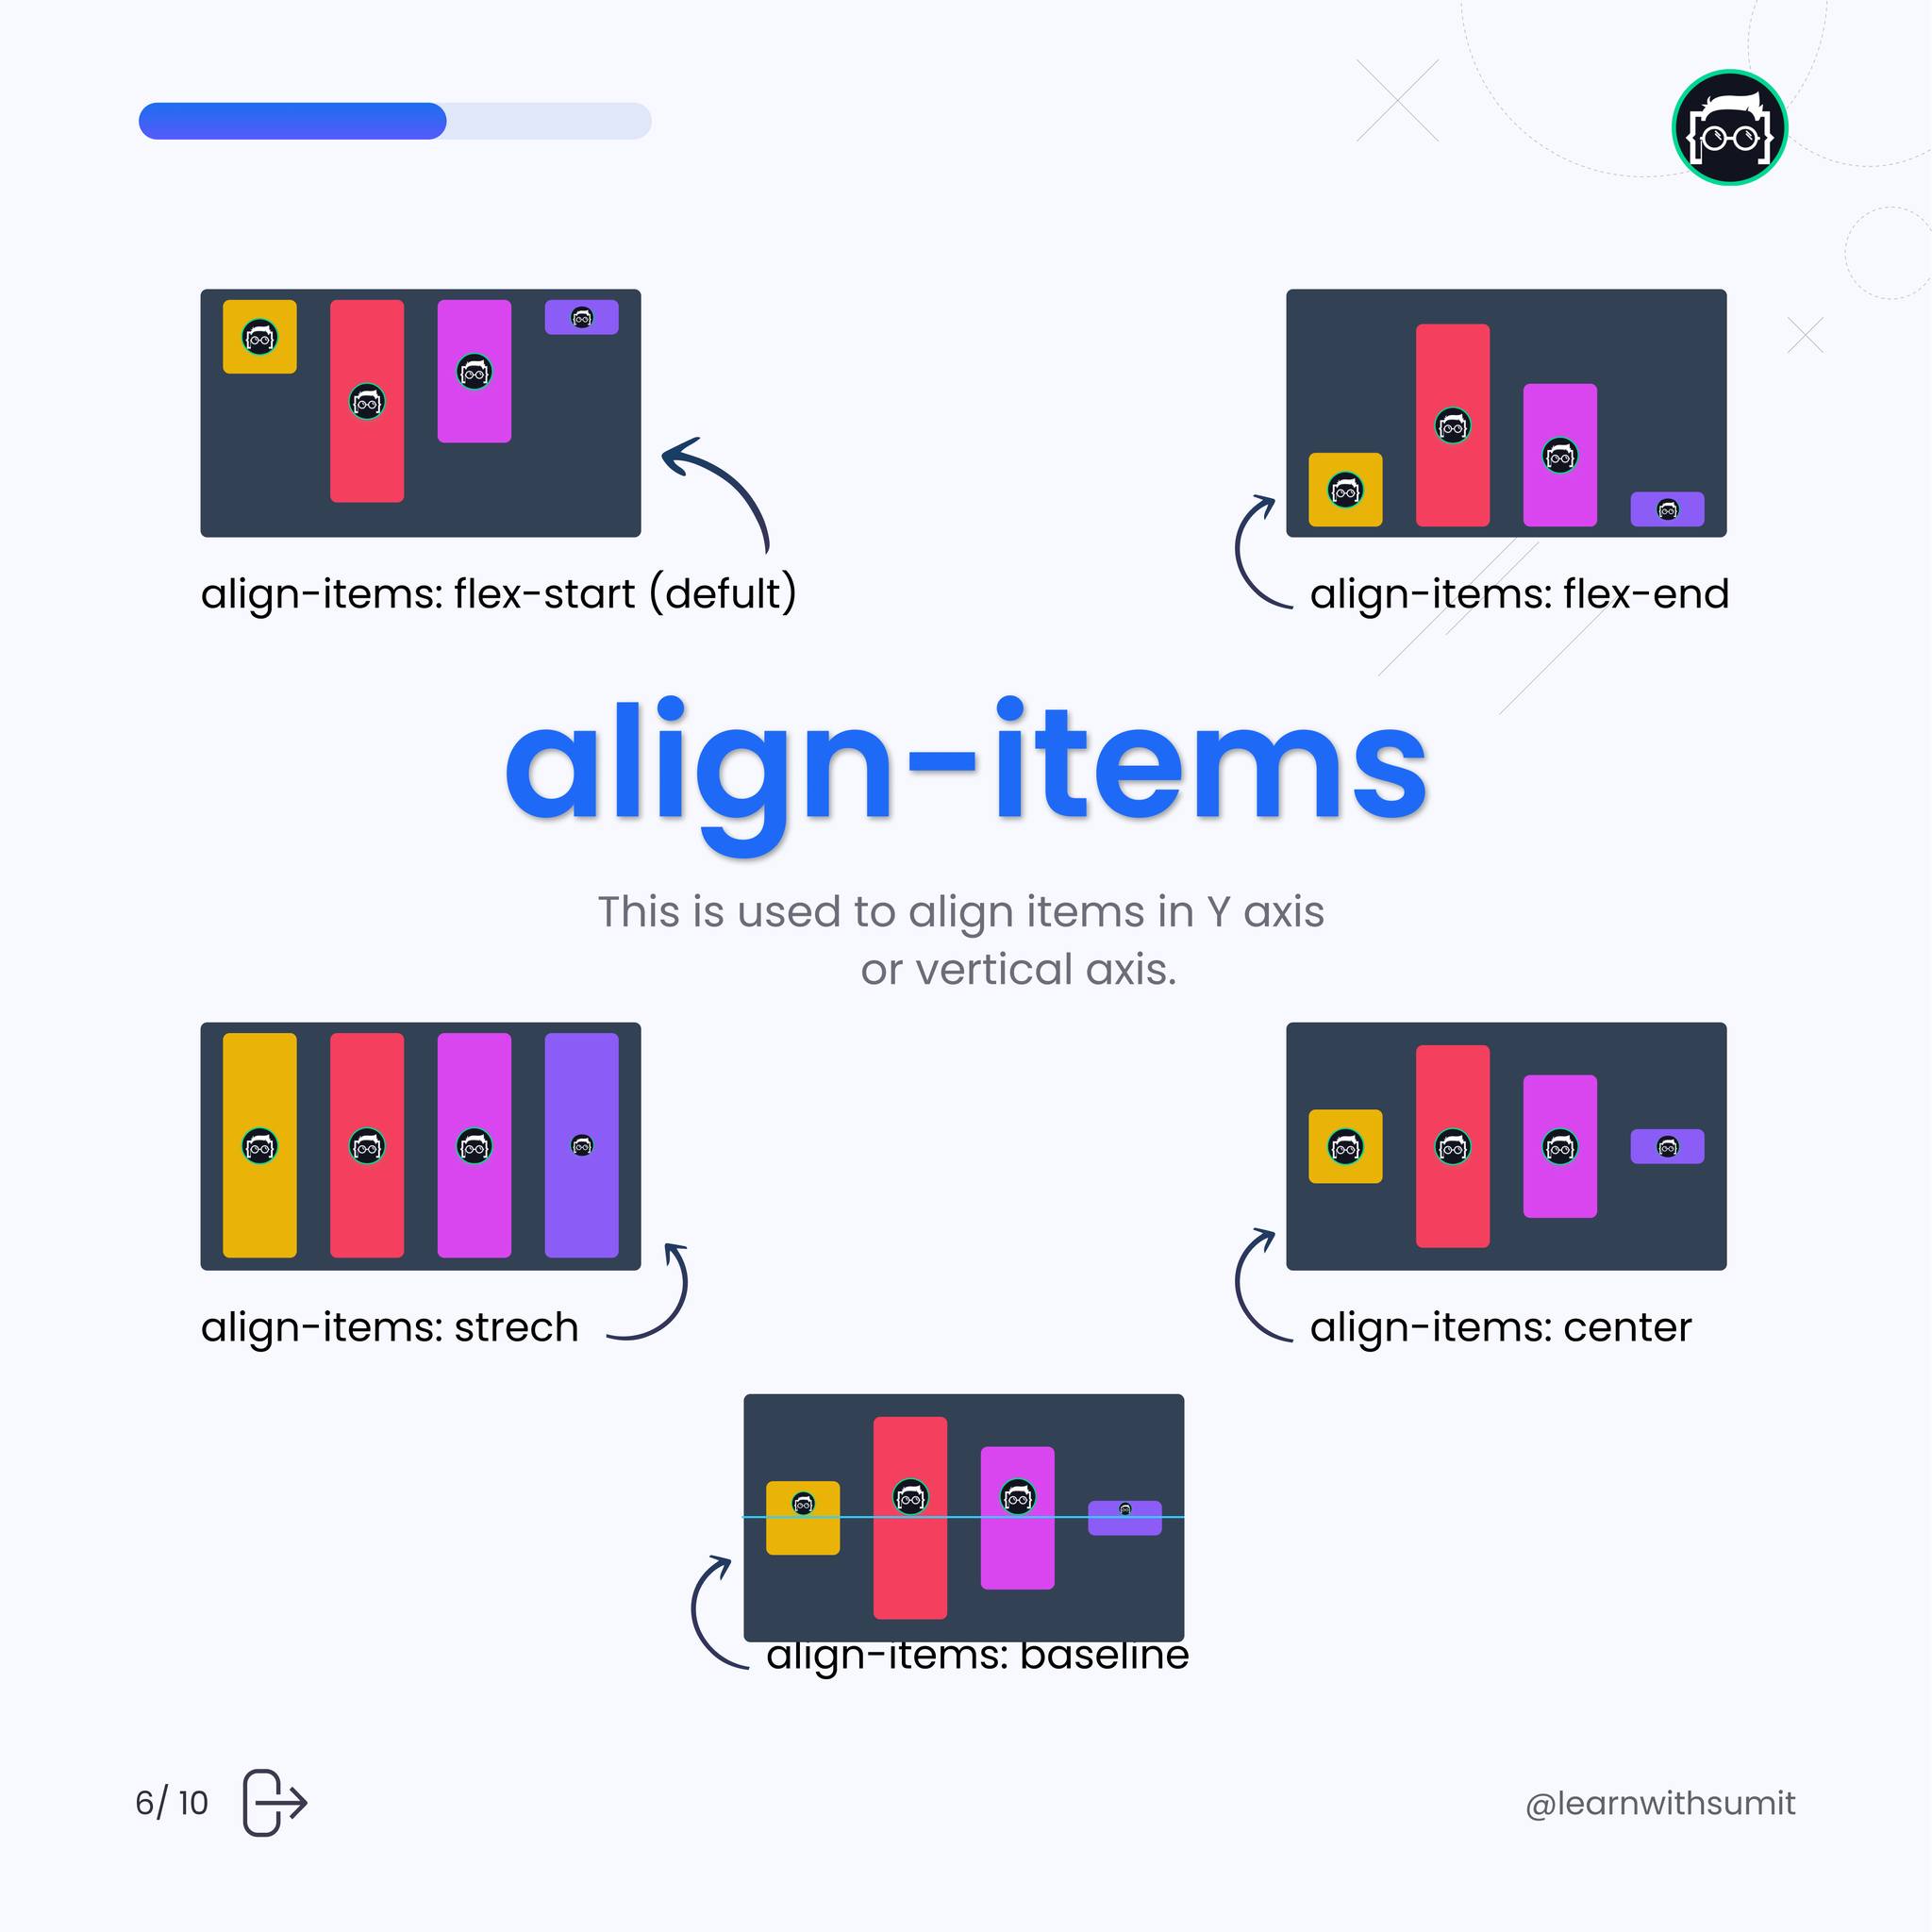 align-items: flex-start (defult)
align-items: flex-end
align-items
This is used to align items in Y axis
or vertical axis.
align-items: strech
align-items: center
align-items: baseline
6/ 10
@learnwithsumit